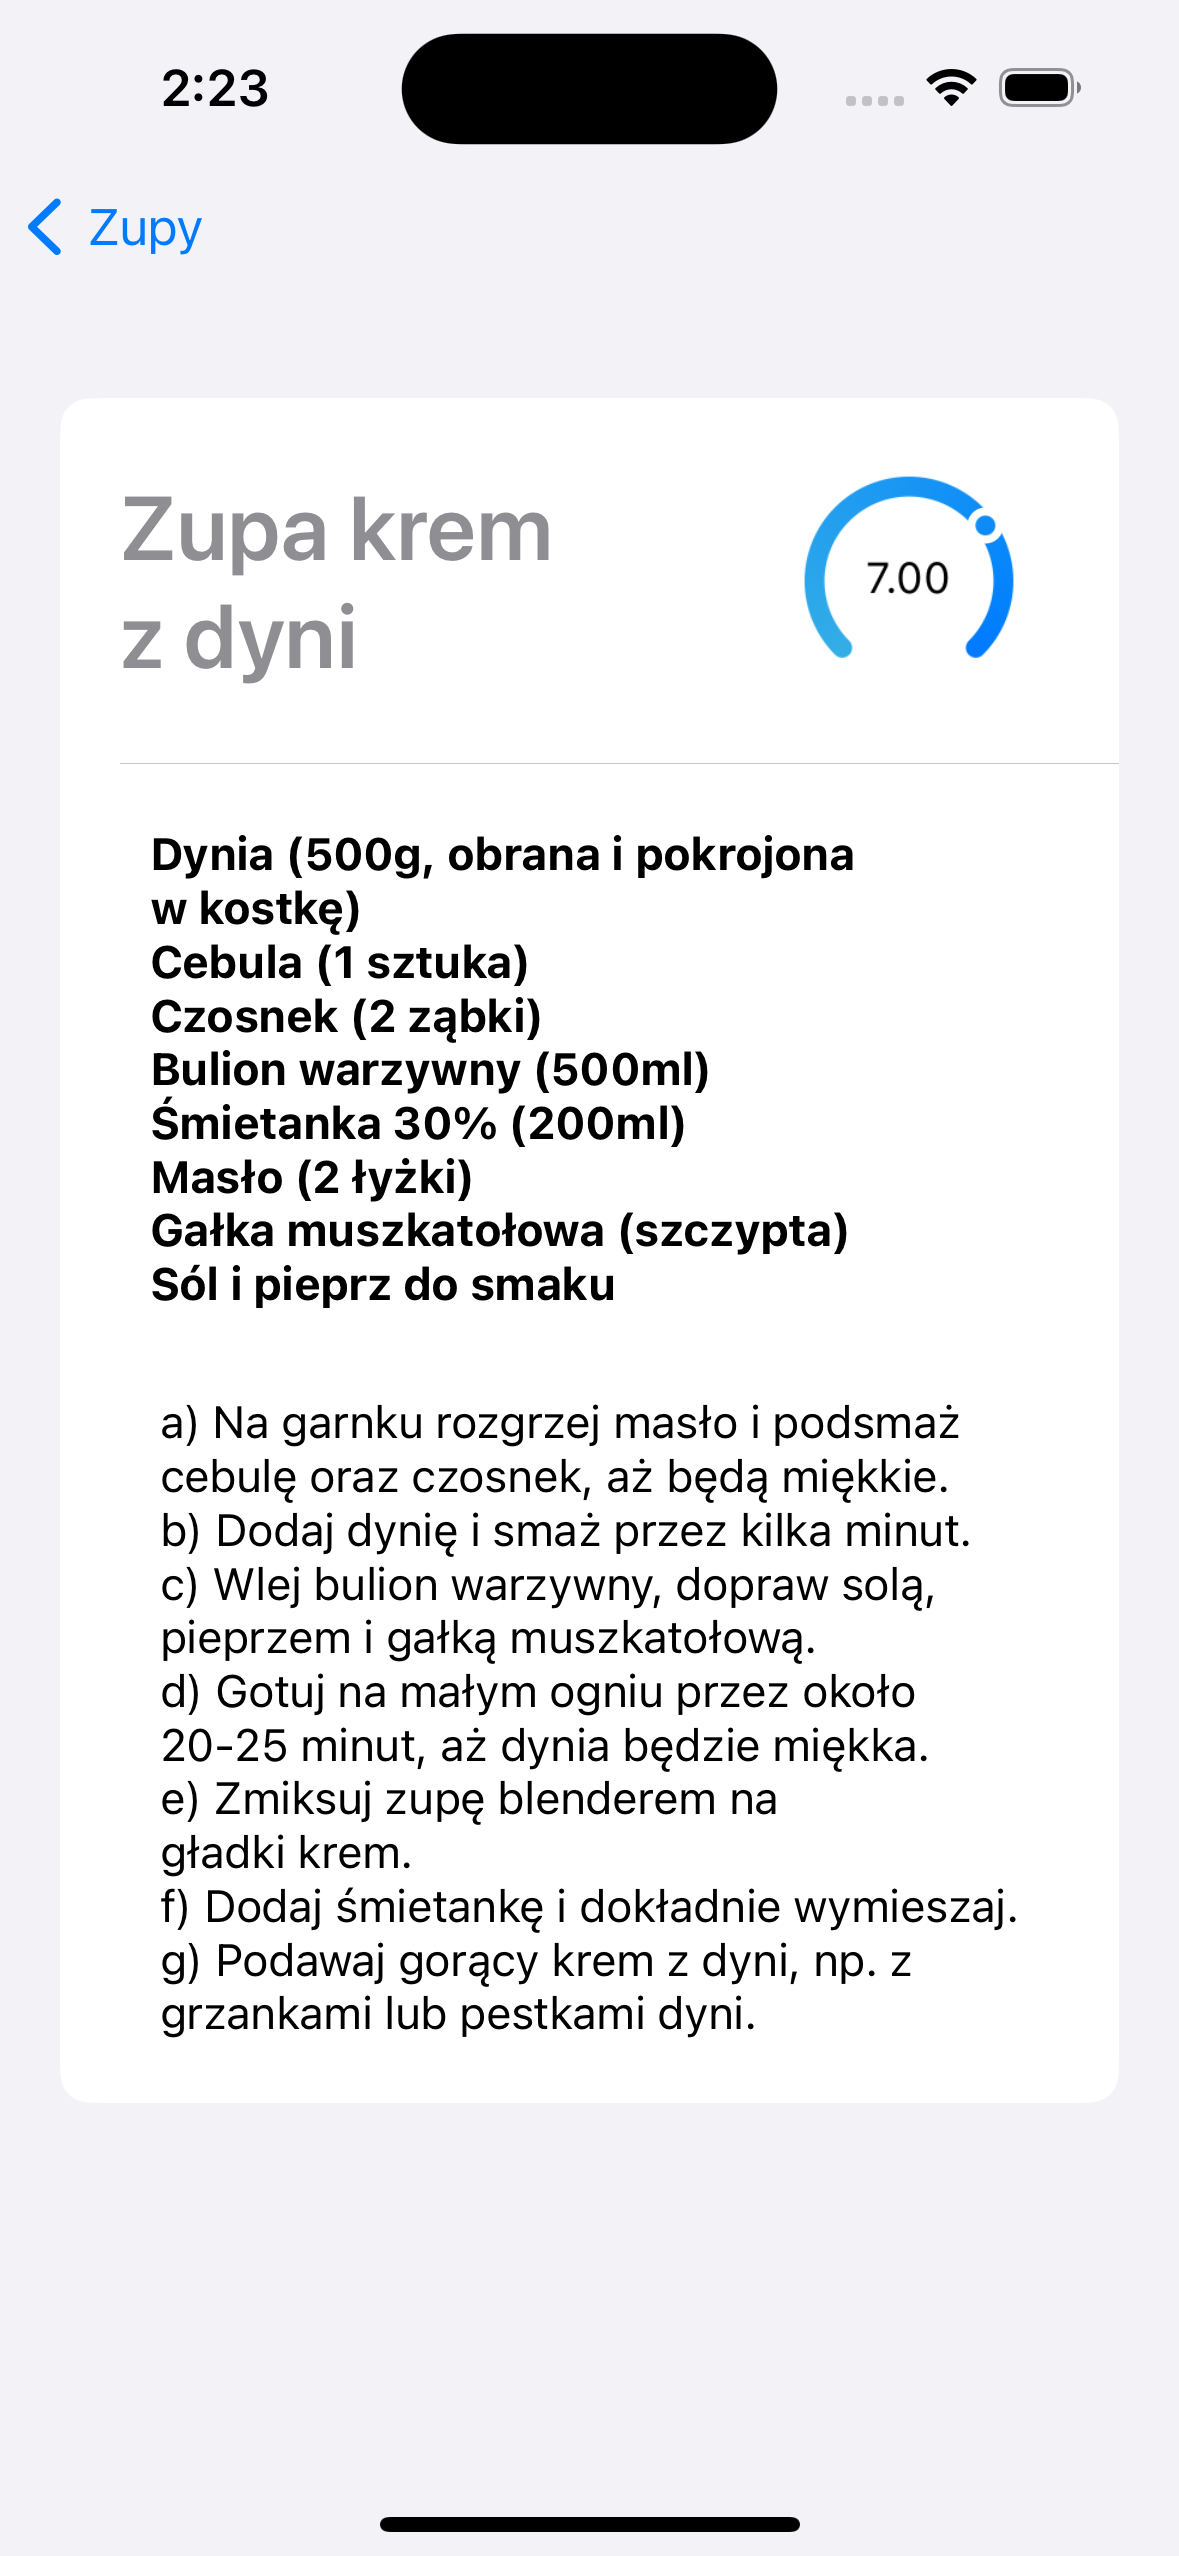 2:23
Zupy
Zupa krem
z dyni
7.00
Dynia (500g, obrana i pokrojona
w kostkę)
Cebula (1 sztuka)
Czosnek (2 ząbki)
Bulion warzywny (500ml)
Śmietanka 30% (200ml)
Masło (2 łyżki)
Gałka muszkatołowa (szczypta)
Sól i pieprz do smaku
a) Na garnku rozgrzej masło i podsmaż
cebulę oraz czosnek, aż będą miękkie.
b) Dodaj dynię i smaż przez kilka minut.
c) Wlej bulion warzywny, dopraw solą,
pieprzem i gałką muszkatołową.
d) Gotuj na małym ogniu przez około
20-25 minut, aż dynia będzie miękka.
e) Zmiksuj zupę blenderem na
gładki krem.
f) Dodaj śmietankę i dokładnie wymieszaj.
g) Podawaj gorący krem z dyni, np. z
grzankami lub pestkami dyni.